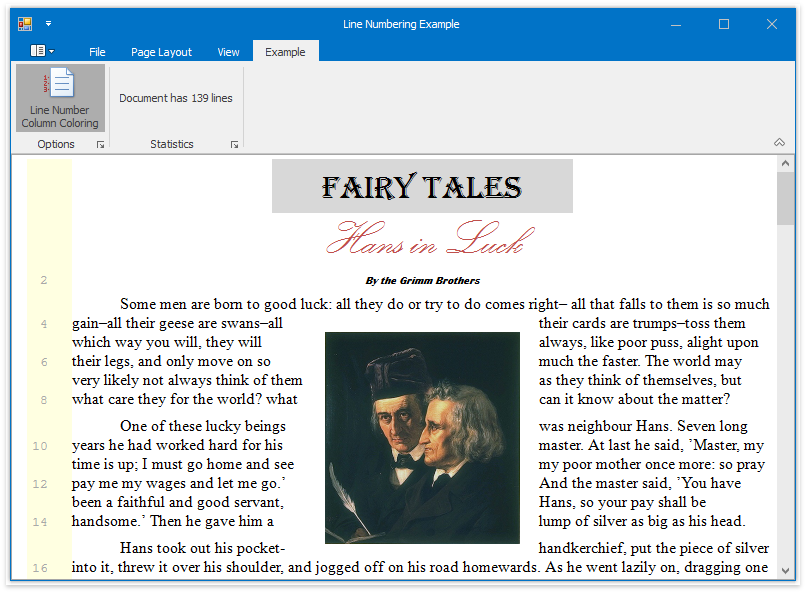 Line Numbering Example
File Page Layout View Example
Line Number
Column Coloring
Document has 139 lines
Options Statistics
FAIRY TALES
Hans in Luck
2 By the Grimm Brothers
Some men are born to good luck: all they do or try to do comes right– all that falls to them is so much
4 gain–all their geese are swans–all their cards are trumps–toss them
which way you will, they will always, like poor puss, alight upon
6 their legs, and only move on so much the faster. The world may
very likely not always think of them as they think of themselves, but
8 what care they for the world? what can it know about the matter?
One of these lucky beings was neighbour Hans. Seven long
10 years he had worked hard for his master. At last he said, ’Master, my
time is up; I must go home and see my poor mother once more: so pray
12 pay me my wages and let me go.’ And the master said, ’You have
been a faithful and good servant, Hans, so your pay shall be
14 handsome.’ Then he gave him a lump of silver as big as his head.
Hans took out his pocket- handkerchief, put the piece of silver
16 into it, threw it over his shoulder, and jogged off on his road homewards. As he went lazily on, dragging one